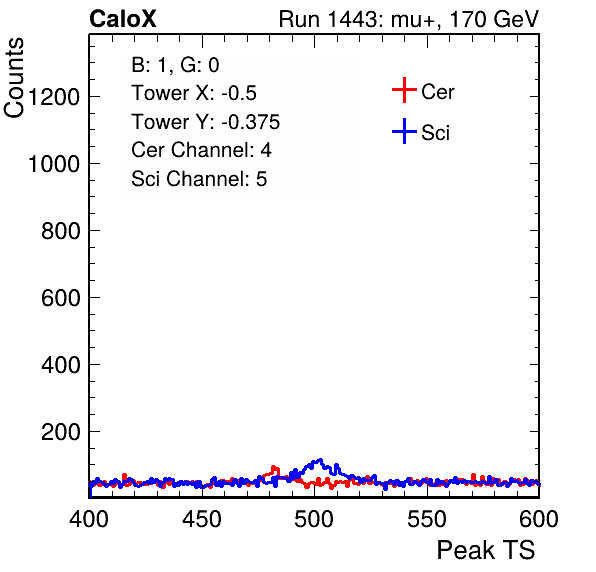 CaloX Run 1443: mu+, 170 GeV
Counts
B: 1, G: 0
Tower X: -0.5
Tower Y: -0.375
Cer Channel: 4
Sci Channel: 5
Cer
Sci
1200
1000
800
600
400
200
400 450 500 550 600
Peak TS